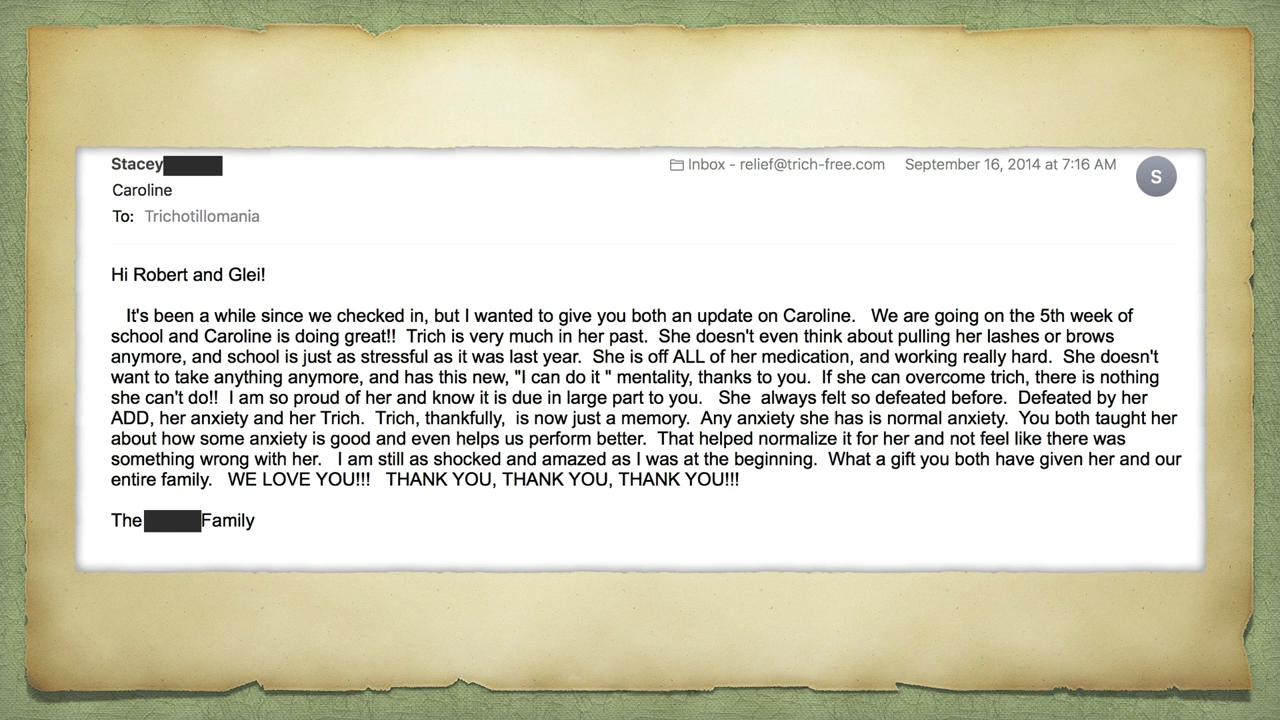 Stacey
Inbox - relief@trich-free.com September 16, 2014 at 7:16 AM
S
Caroline
To: Trichotillomania
Hi Robert and Glei!
It's been a while since we checked in, but I wanted to give you both an update on Caroline. We are going on the 5th week of
school and Caroline is doing great!! Trich is very much in her past. She doesn't even think about pulling her lashes or brows
anymore, and school is just as stressful as it was last year. She is off ALL of her medication, and working really hard. She doesn't
want to take anything anymore, and has this new, "I can do it " mentality, thanks to you. If she can overcome trich, there is nothing
she can't do!! I am so proud of her and know it is due in large part to you. She always felt so defeated before. Defeated by her
ADD, her anxiety and her Trich. Trich, thankfully, is now just a memory. Any anxiety she has is normal anxiety. You both taught her
about how some anxiety is good and even helps us perform better. That helped normalize it for her and not feel like there was
something wrong with her. I am still as shocked and amazed as I was at the beginning. What a gift you both have given her and our
entire family. WE LOVE YOU!!! THANK YOU, THANK YOU, THANK YOU!!!
The Family